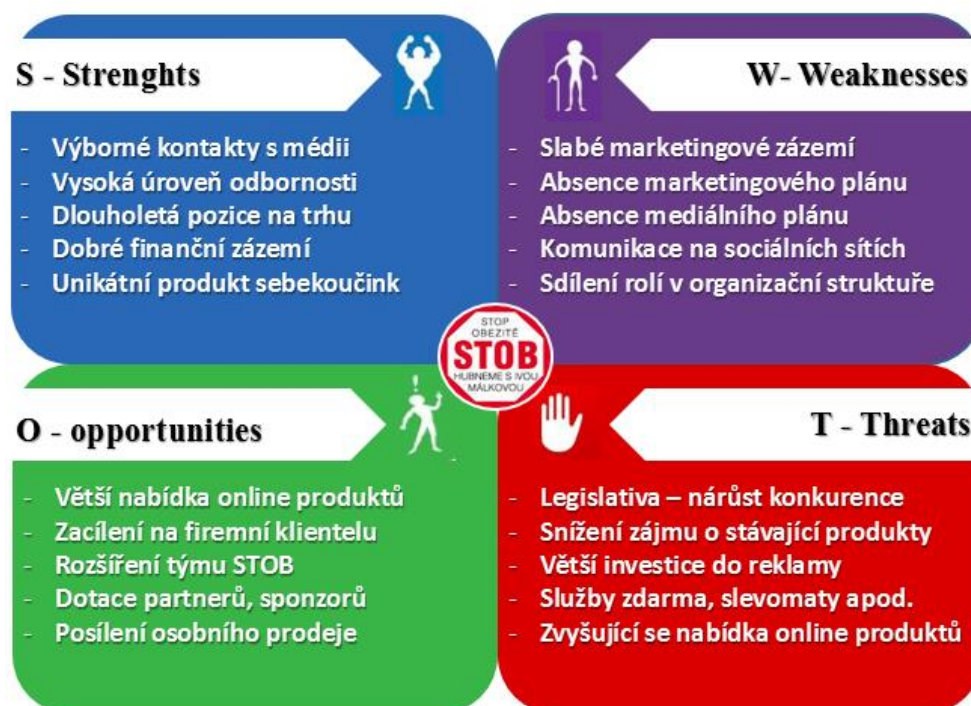 S - Strenghts
- Výborné kontakty s médii
- Vysoká úroveň odbornosti
- Dlouholetá pozice na trhu
- Dobré finanční zázemí
- Unikátní produkt sebekoučink
W- Weaknesses
- Slabé marketingové zázemí
- Absence marketingového plánu
- Absence mediálního plánu
- Komunikace na sociálních sítích
- Sdílení rolí v organizační struktuře
STOP
OBEZITĚ
STOB
HUBNEME S IVOU
MÁLKOVOU
O - opportunities
- Větší nabídka online produktů
- Zacílení na firemní klientelu
- Rozšíření týmu STOB
- Dotace partnerů, sponzorů
- Posílení osobního prodeje
T - Threats
- Legislativa – nárůst konkurence
- Snížení zájmu o stávající produkty
- Větší investice do reklamy
- Služby zdarma, slevomaty apod.
- Zvyšující se nabídka online produktů